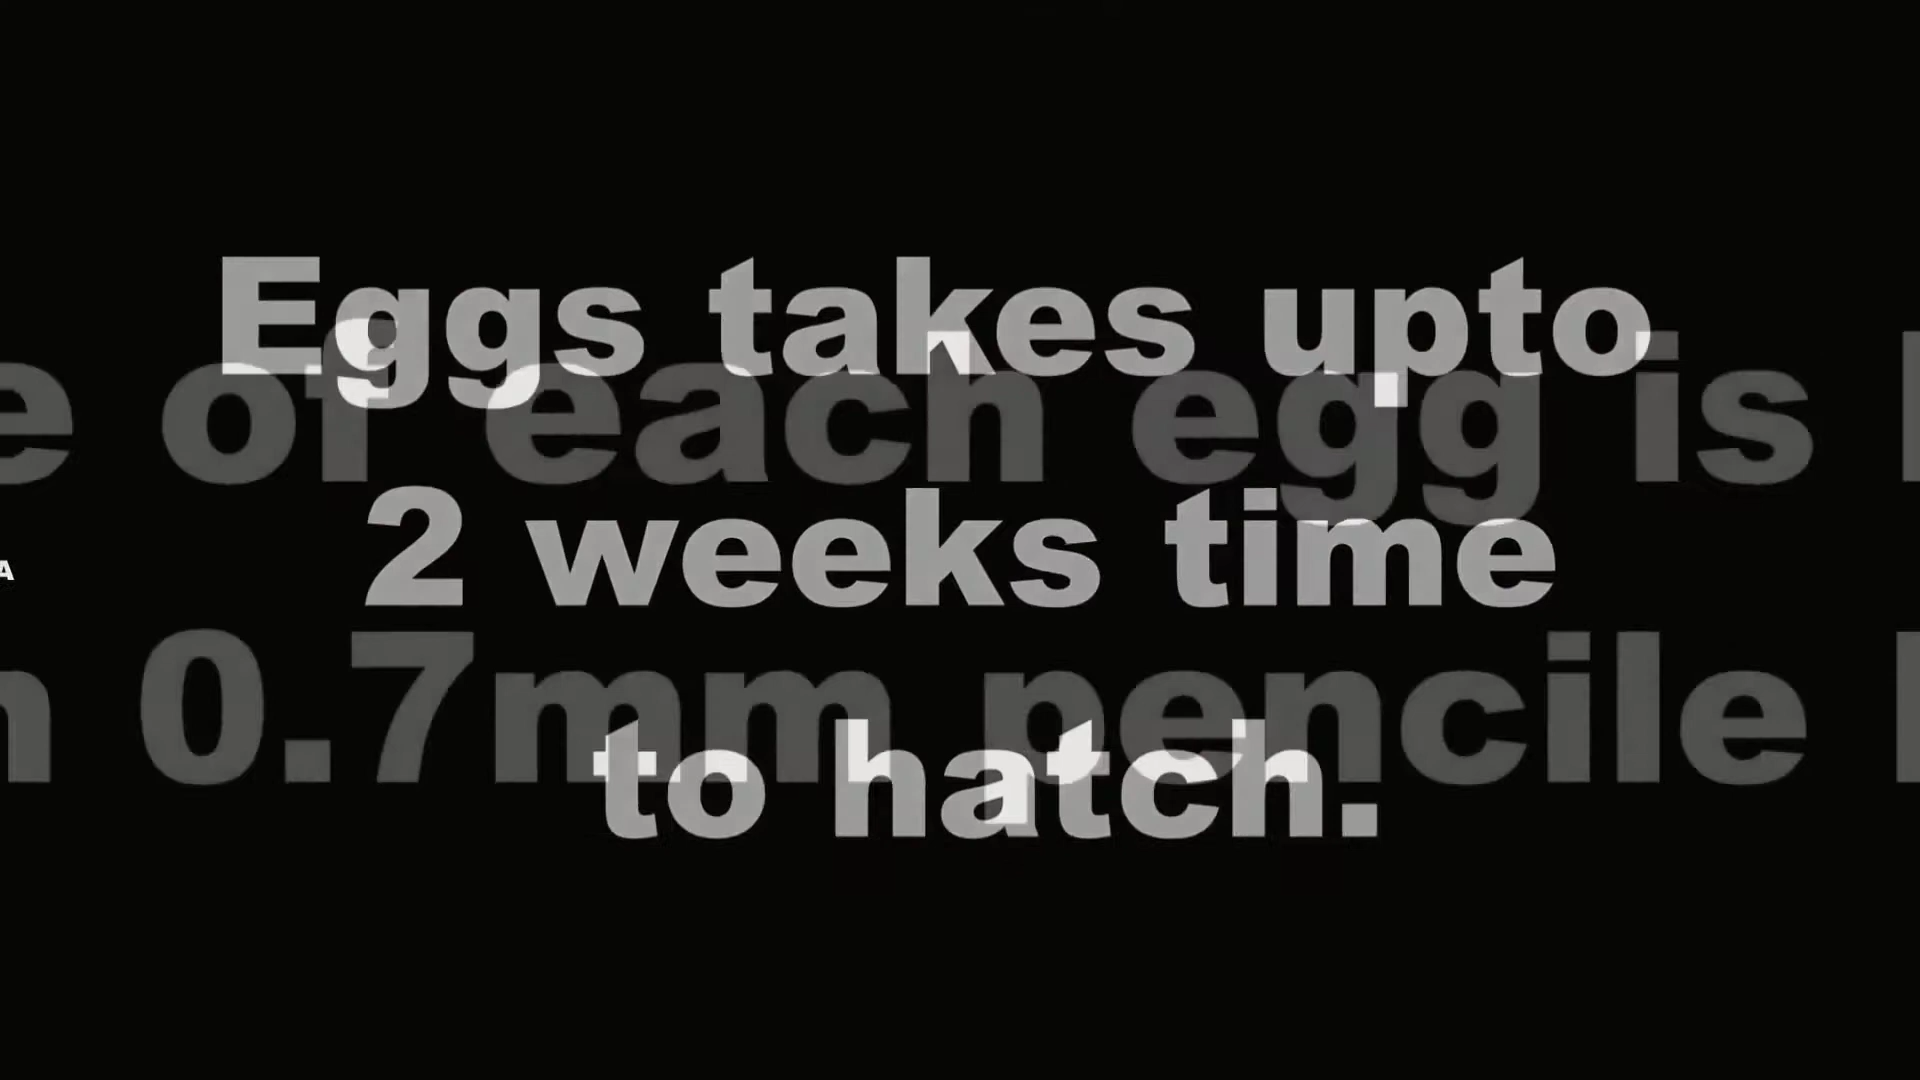 Eggs takes upto
e of each egg is
2 weeks time
A
0.7mm pencile
to hatch.